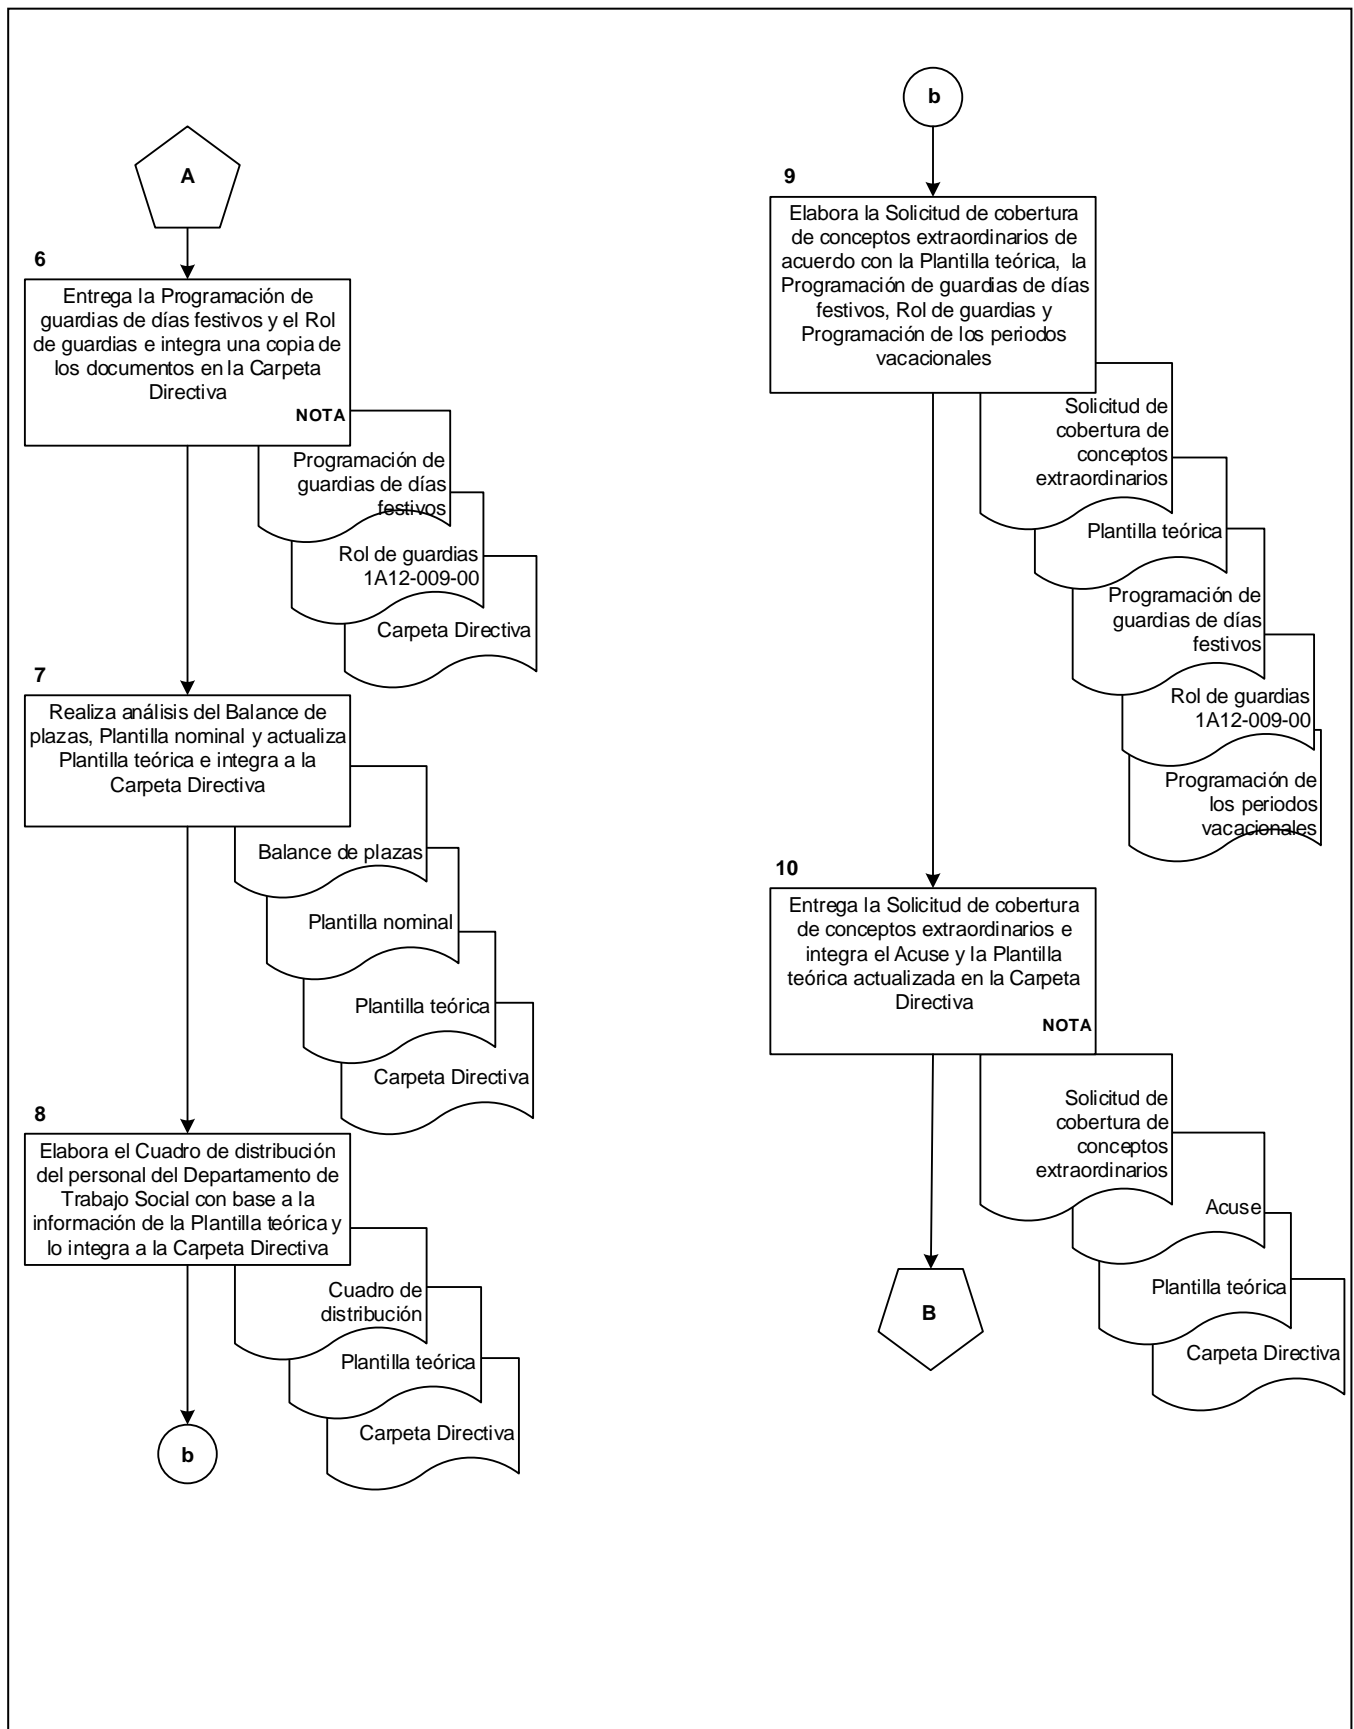 A
6
Entrega la Programación de
guardias de días festivos y el Rol
de guardias e integra una copia de
los documentos en la Carpeta
Directiva
NOTA
Programación de
guardias de días
festivos
Rol de guardias
1A12-009-00
Carpeta Directiva
7
Realiza análisis del Balance de
plazas, Plantilla nominal y actualiza
Plantilla teórica e integra a la
Carpeta Directiva
Balance de plazas
Plantilla nominal
Plantilla teórica
Carpeta Directiva
8
Elabora el Cuadro de distribución
del personal del Departamento de
Trabajo Social con base a la
información de la Plantilla teórica y
lo integra a la Carpeta Directiva
Cuadro de
distribución
Plantilla teórica
Carpeta Directiva
b
b
9
Elabora la Solicitud de cobertura
de conceptos extraordinarios de
acuerdo con la Plantilla teórica, la
Programación de guardias de días
festivos, Rol de guardias y
Programación de los periodos
vacacionales
Solicitud de
cobertura de
conceptos
extraordinarios
Plantilla teórica
Programación de
guardias de días
festivos
Rol de guardias
1A12-009-00
Programación de
los periodos
vacacionales
10
Entrega la Solicitud de cobertura
de conceptos extraordinarios e
integra el Acuse y la Plantilla
teórica actualizada en la Carpeta
Directiva
NOTA
Solicitud de
cobertura de
conceptos
extraordinarios
Acuse
Plantilla teórica
Carpeta Directiva
B